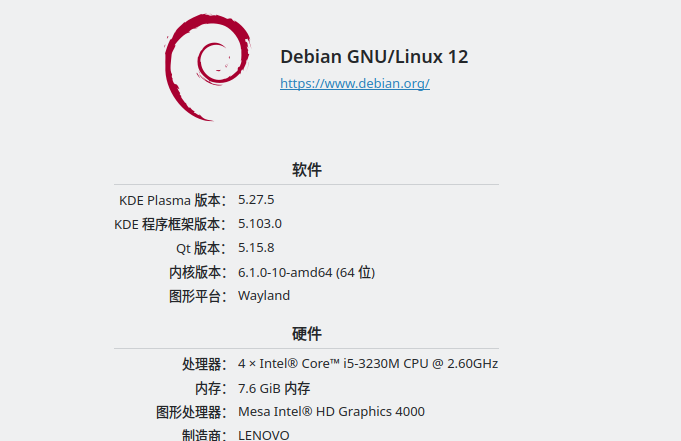 Debian GNU/Linux 12
https://www.debian.org/
软件
KDE Plasma 版本： 5.27.5
KDE 程序框架版本： 5.103.0
Qt 版本： 5.15.8
内核版本： 6.1.0-10-amd64 (64 位)
图形平台： Wayland
硬件
处理器： 4 × Intel® Core™ i5-3230M CPU @ 2.60GHz
内存： 7.6 GiB 内存
图形处理器： Mesa Intel® HD Graphics 4000
制造商： LENOVO